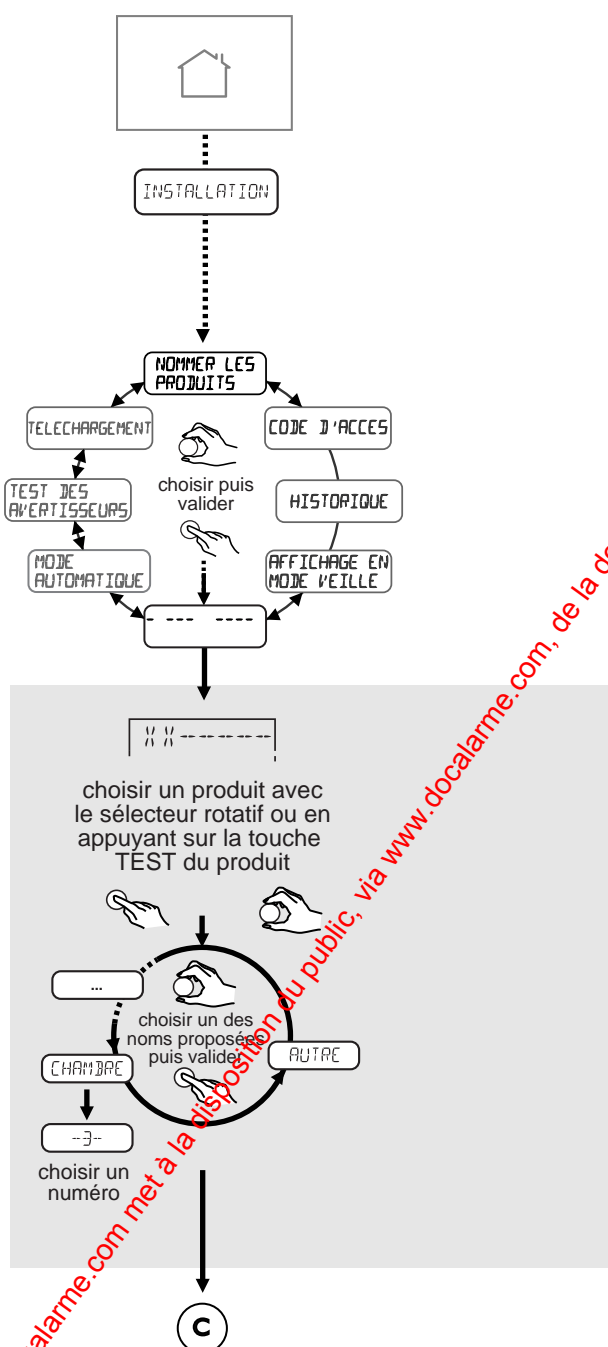 INSTALLATION
NOMMER LES
PRODUITS
TELECHARGEMENT
CODE D'ACCES
choisir puis
valider
TEST DES
AVERTISSEURS
HISTORIQUE
MODE
AUTOMATIQUE
AFFICHAGE EN
MODE VEILLE
- --- ----
XX------
choisir un produit avec
le sélecteur rotatif ou en
appuyant sur la touche
TEST du produit
...
choisir un des
noms proposées
puis valider
CHAMBRE
AUTRE
--3--
choisir un
numéro
C
alarme.com met à la disposition du public, via www.docalarme.com, de la do